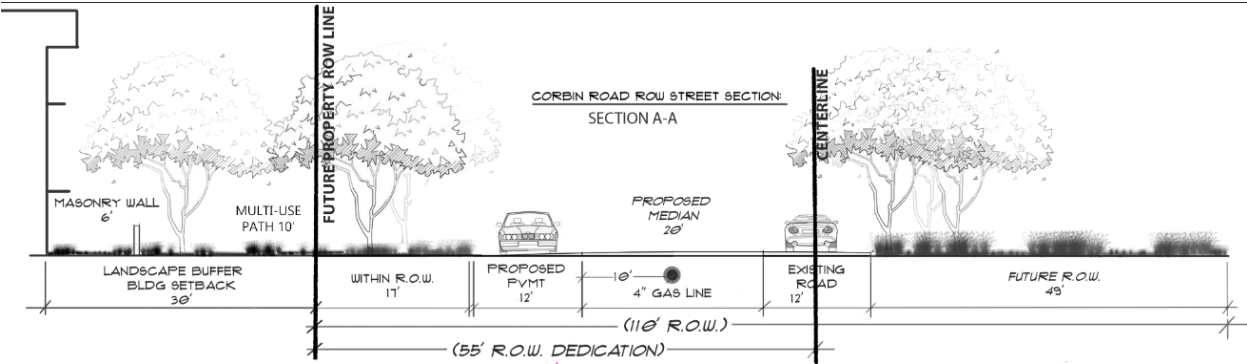 FUTURE PROPERTY ROW LINE
CENTERLINE
CORBIN ROAD ROW STREET SECTION:
SECTION A-A
MASONRY WALL
6'
MULTI-USE
PATH 10'
PROPOSED
MEDIAN
20'
LANDSCAPE BUFFER
BLDG SETBACK
30'
WITHIN R.O.W.
17'
PROPOSED
PVMT
12'
10'
4" GAS LINE
EXISTING
ROAD
12'
FUTURE R.O.W.
49'
(110' R.O.W.)
(55' R.O.W. DEDICATION)